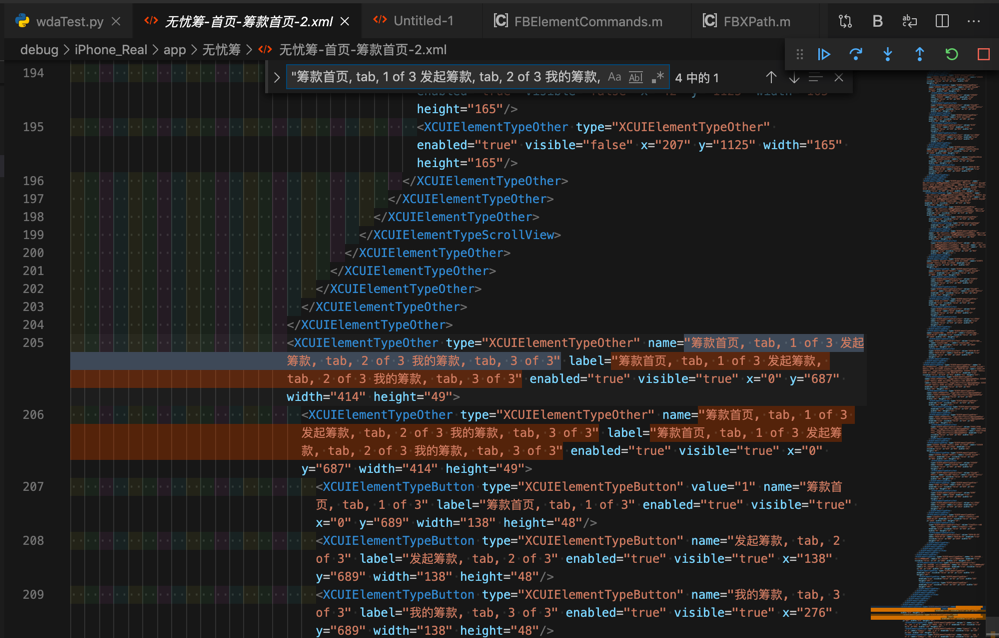 wdaTest.py
无忧筹-首页-筹款首页-2.xml
Untitled-1
FBElementCommands.m
FBXPath.m
debug > iPhone_Real > app > 无忧筹 > 无忧筹-首页-筹款首页-2.xml
"筹款首页, tab, 1 of 3 发起筹款, tab, 2 of 3 我的筹款, Aa Ab| .* 4 中的 1
194
height="165"/>
195 <XCUIElementTypeOther type="XCUIElementTypeOther"
enabled="true" visible="false" x="207" y="1125" width="165"
height="165"/>
196 </XCUIElementTypeOther>
197 </XCUIElementTypeOther>
198 </XCUIElementTypeOther>
199 </XCUIElementTypeScrollView>
200 </XCUIElementTypeOther>
201 </XCUIElementTypeOther>
202 </XCUIElementTypeOther>
203 </XCUIElementTypeOther>
204 </XCUIElementTypeOther>
205 <XCUIElementTypeOther type="XCUIElementTypeOther" name="筹款首页, tab, 1 of 3 发起
筹款, tab, 2 of 3 我的筹款, tab, 3 of 3" label="筹款首页, tab, 1 of 3 发起筹款,
tab, 2 of 3 我的筹款, tab, 3 of 3" enabled="true" visible="true" x="0" y="687"
width="414" height="49">
206 <XCUIElementTypeOther type="XCUIElementTypeOther" name="筹款首页, tab, 1 of 3
发起筹款, tab, 2 of 3 我的筹款, tab, 3 of 3" label="筹款首页, tab, 1 of 3 发起筹
款, tab, 2 of 3 我的筹款, tab, 3 of 3" enabled="true" visible="true" x="0"
y="687" width="414" height="49">
207 <XCUIElementTypeButton type="XCUIElementTypeButton" value="1" name="筹款首
页, tab, 1 of 3" label="筹款首页, tab, 1 of 3" enabled="true" visible="true"
x="0" y="689" width="138" height="48"/>
208 <XCUIElementTypeButton type="XCUIElementTypeButton" name="发起筹款, tab, 2
of 3" label="发起筹款, tab, 2 of 3" enabled="true" visible="true" x="138"
y="689" width="138" height="48"/>
209 <XCUIElementTypeButton type="XCUIElementTypeButton" name="我的筹款, tab, 3
of 3" label="我的筹款, tab, 3 of 3" enabled="true" visible="true" x="276"
y="689" width="138" height="48"/>